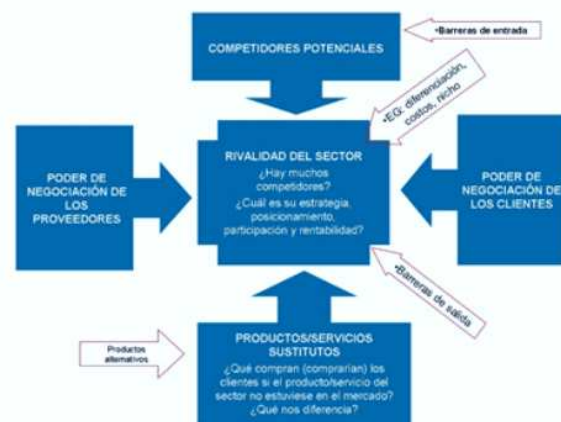 •Barreras de entrada
COMPETIDORES POTENCIALES
•EG: diferenciación,
costos, nicho
RIVALIDAD DEL SECTOR
¿Hay muchos
competidores?
¿Cuál es su estrategia,
posicionamiento,
participación y rentabilidad?
PODER DE
NEGOCIACIÓN DE
LOS
PROVEEDORES
PODER DE
NEGOCIACIÓN DE
LOS CLIENTES
•Barreras de salida
Productos
alternativos
PRODUCTOS/SERVICIOS
SUSTITUTOS
¿Qué compran (comprarían) los
clientes si el producto/servicio del
sector no estuviese en el mercado?
¿Qué nos diferencia?